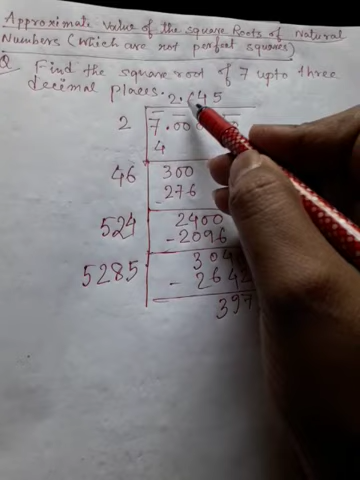 Approximate Value of the square Roots of Natural
Numbers (Which are not perfect squares)
Q Find the square root of 7 upto three
decimal places.
2.645
2 7.000
4
46 300
- 276
524 2400
- 2096
5285 304
- 2642
397